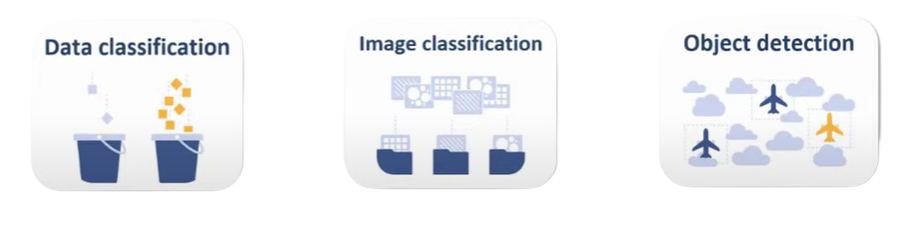 Data classification
Image classification
Object detection